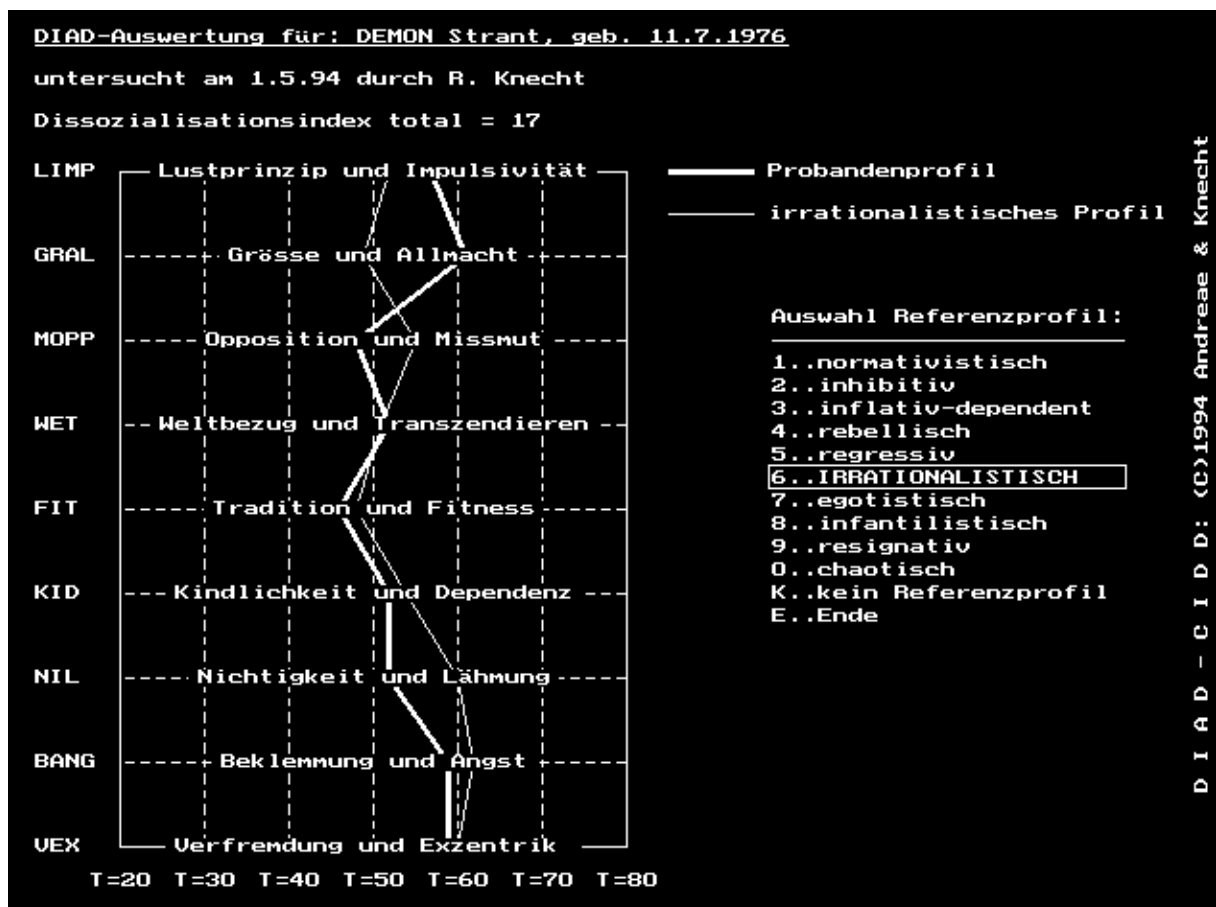 DIAD-Auswertung für: DEMON Strant, geb. 11.7.1976
untersucht am 1.5.94 durch R. Knecht
Dissozialisationsindex total = 17
LIMP Lustprinzip und Impulsivität
GRAL Grösse und Allmacht
MOPP Opposition und Missmut
WET Weltbezug und Transzendieren
FIT Tradition und Fitness
KID Kindlichkeit und Dependenz
NIL Nichtigkeit und Lähmung
BANG Beklemmung und Angst
VEX Verfremdung und Exzentrik
T=20 T=30 T=40 T=50 T=60 T=70 T=80
Probandenprofil
irrationalistisches Profil
Auswahl Referenzprofil:
1..normativistisch
2..inhibitiv
3..inflativ-dependent
4..rebellisch
5..regressiv
6..IRRATIONALISTISCH
7..egotistisch
8..infantilistisch
9..resignativ
0..chaotisch
K..kein Referenzprofil
E..Ende
D I A D - C I D D: (C)1994 Andreae & Knecht